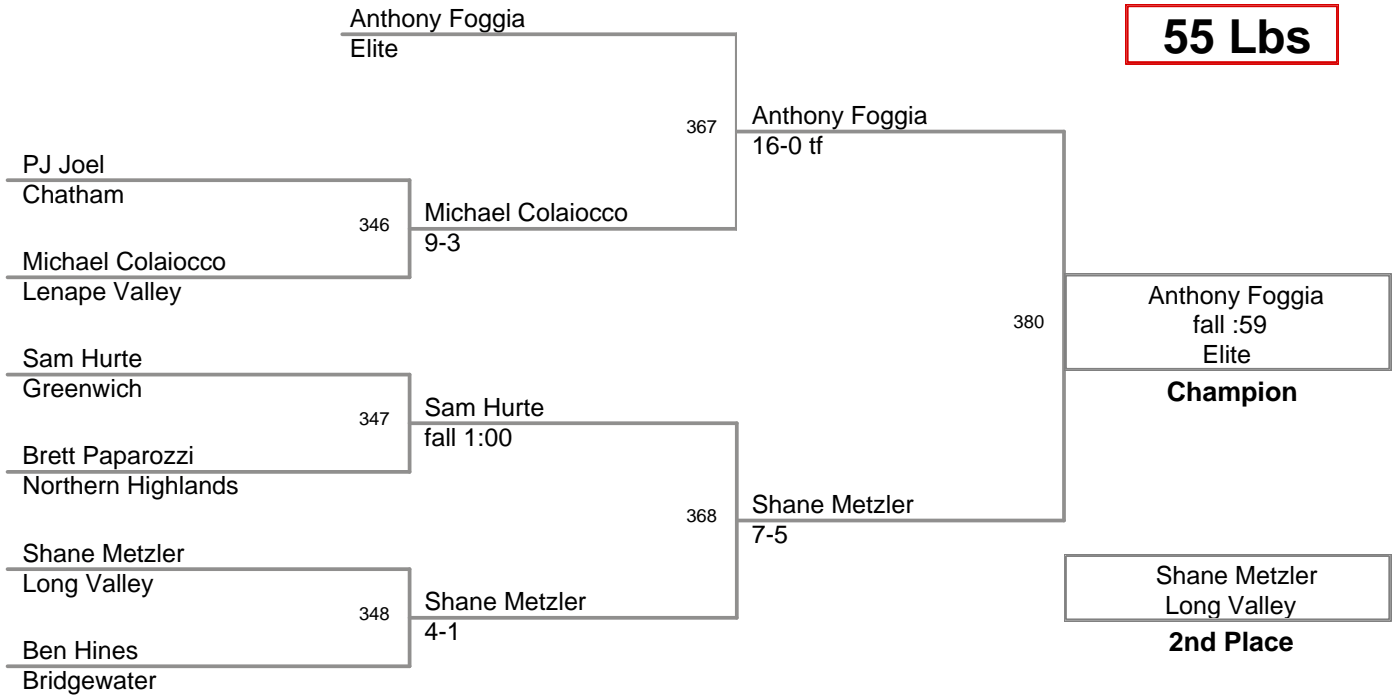 Anthony Foggia
Elite
55 Lbs
367
Anthony Foggia
16-0 tf
PJ Joel
Chatham
346
Michael Colaiocco
9-3
Michael Colaiocco
Lenape Valley
380
Anthony Foggia
fall :59
Elite
Champion
Sam Hurte
Greenwich
347
Sam Hurte
fall 1:00
Brett Paparozzi
Northern Highlands
368
Shane Metzler
7-5
Shane Metzler
Long Valley
348
Shane Metzler
4-1
Ben Hines
Bridgewater
Shane Metzler
Long Valley
2nd Place